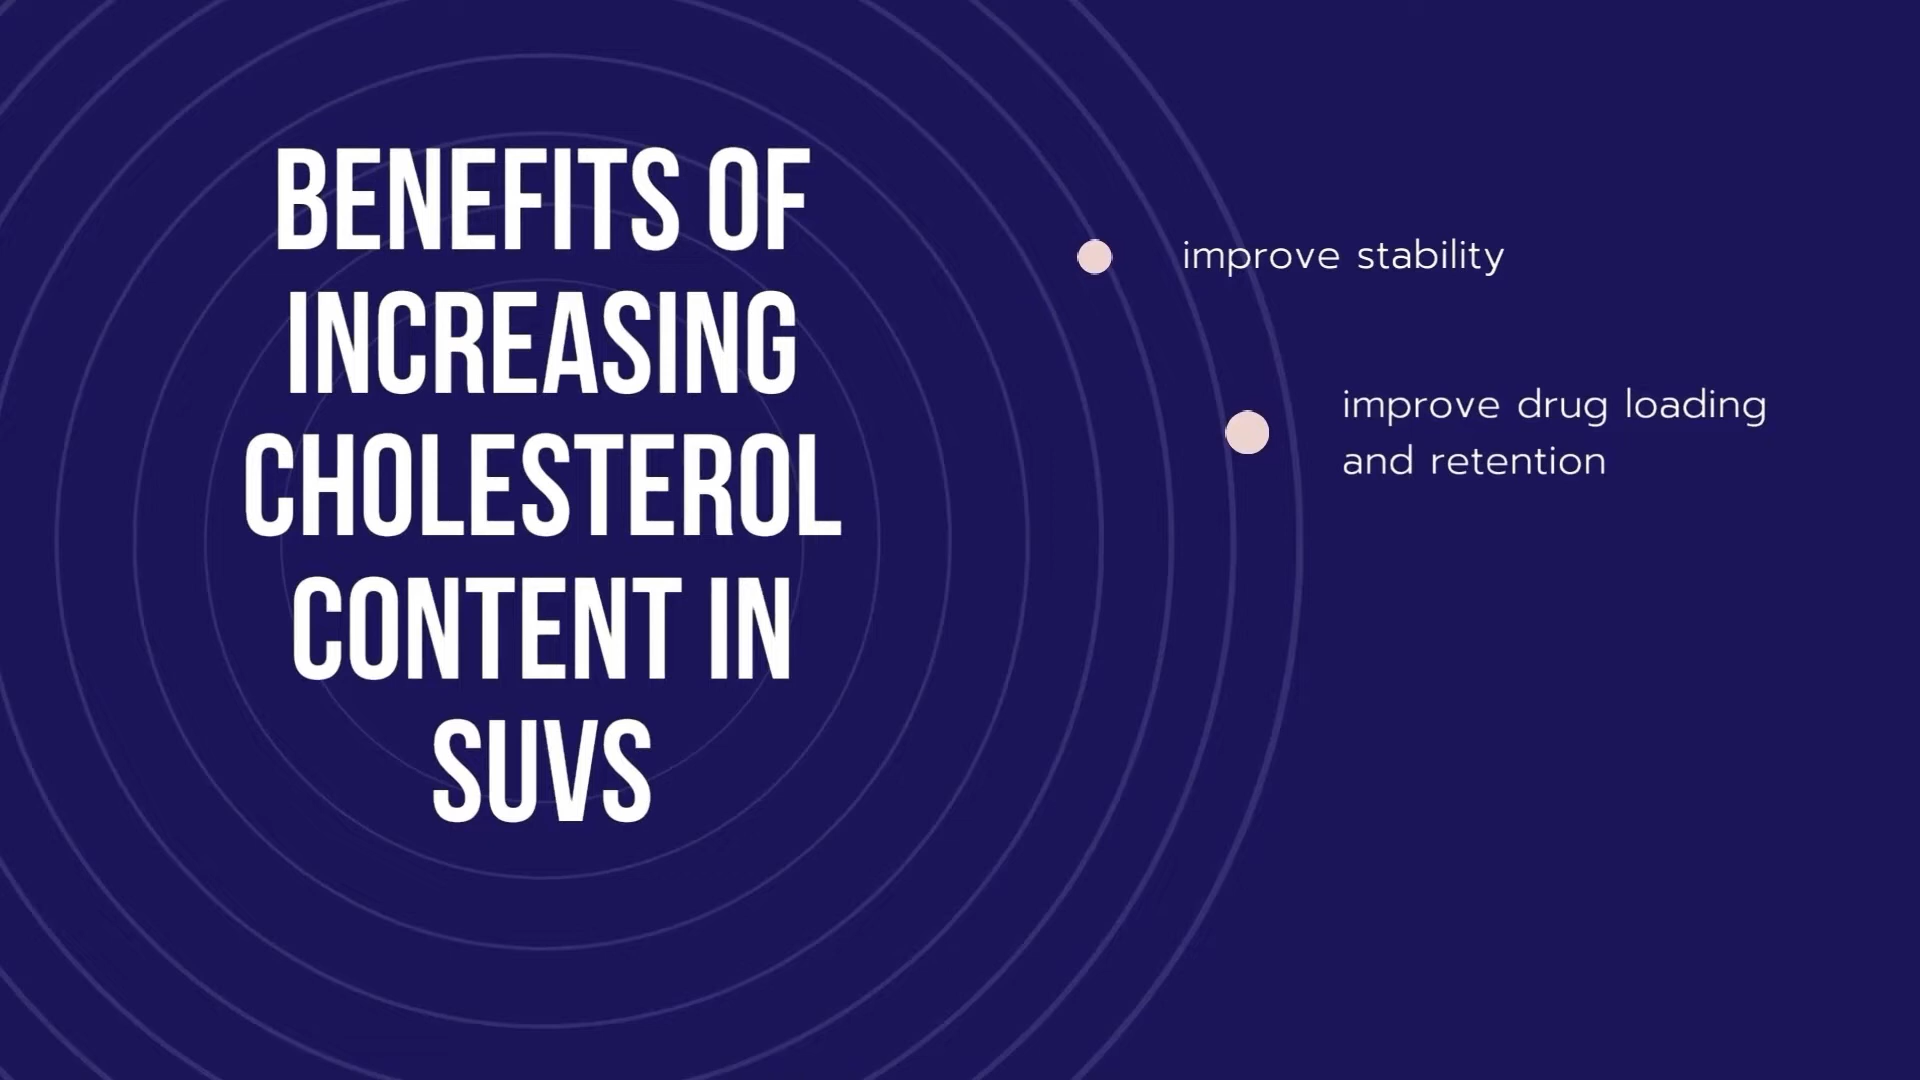 BENEFITS OF
INCREASING
CHOLESTEROL
CONTENT IN
SUVS
improve stability
improve drug loading
and retention